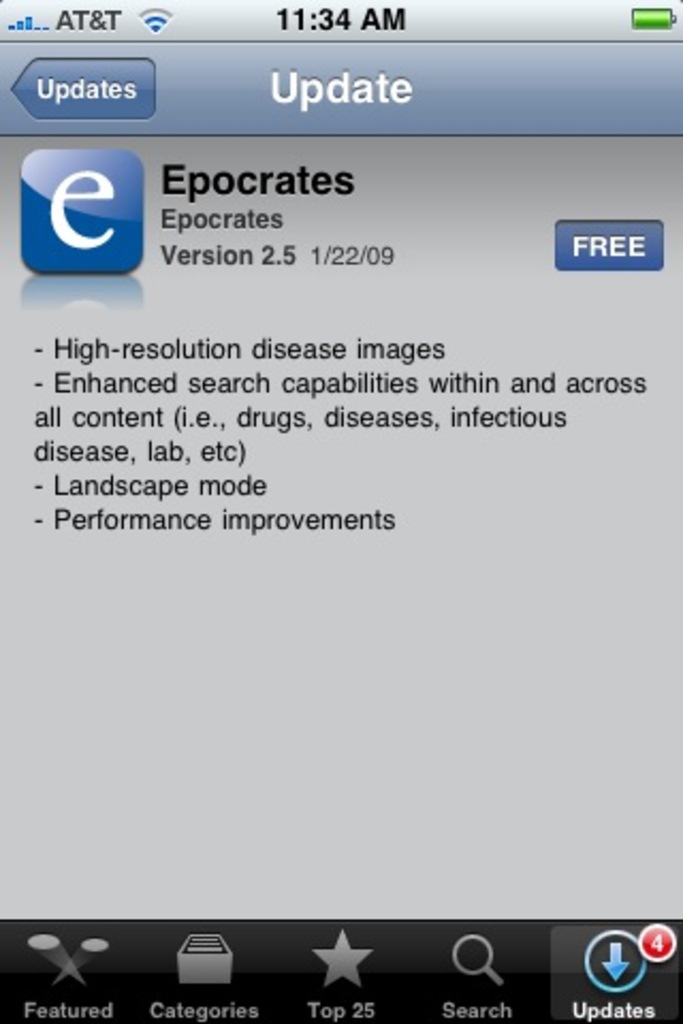 AT&T 11:34 AM
Updates Update
e
Epocrates
Epocrates
Version 2.5 1/22/09
FREE
- High-resolution disease images
- Enhanced search capabilities within and across
all content (i.e., drugs, diseases, infectious
disease, lab, etc)
- Landscape mode
- Performance improvements
4
Featured Categories Top 25 Search Updates